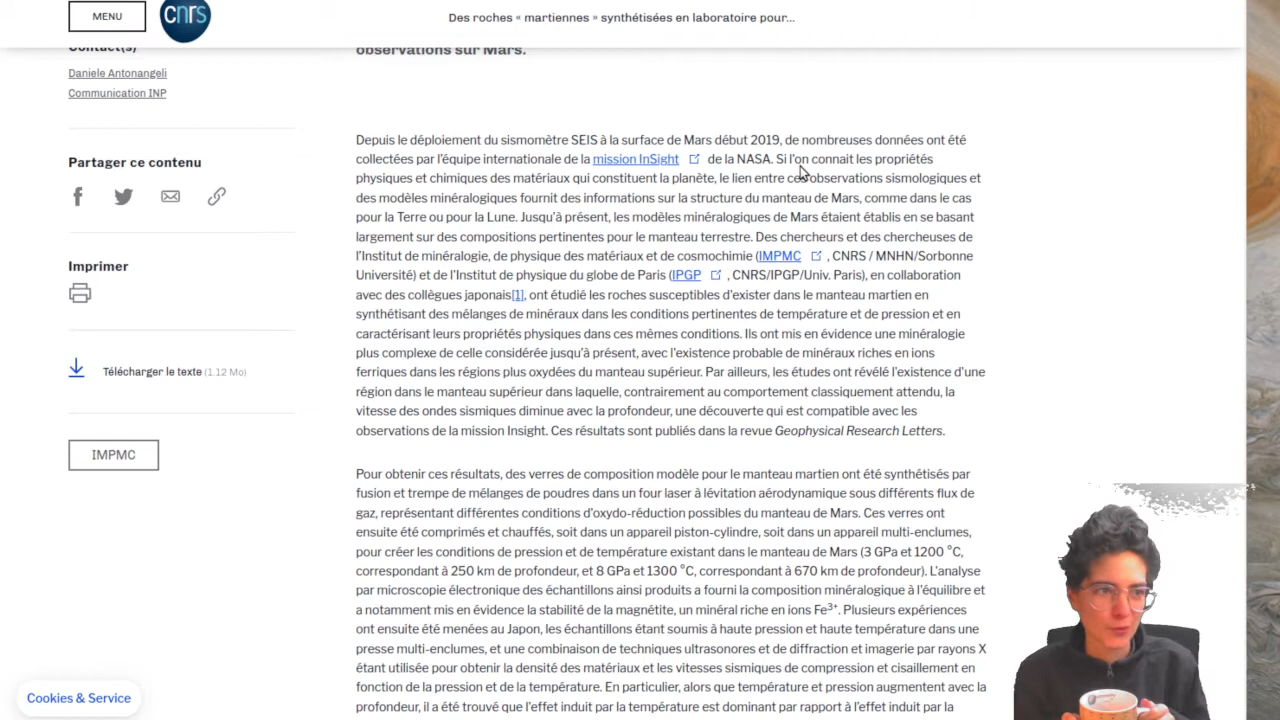 MENU
cnrs
Des roches « martiennes » synthétisées en laboratoire pour...
Contact(s)
Daniele Antonangeli
Communication INP
Partager ce contenu
Imprimer
Télécharger le texte (1.12 Mo)
IMPMC
Cookies & Service
observations sur Mars.
Depuis le déploiement du sismomètre SEIS à la surface de Mars début 2019, de nombreuses données ont été
collectées par l'équipe internationale de la mission InSight de la NASA. Si l'on connait les propriétés
physiques et chimiques des matériaux qui constituent la planète, le lien entre ces observations sismologiques et
des modèles minéralogiques fournit des informations sur la structure du manteau de Mars, comme dans le cas
pour la Terre ou pour la Lune. Jusqu'à présent, les modèles minéralogiques de Mars étaient établis en se basant
largement sur des compositions pertinentes pour le manteau terrestre. Des chercheurs et des chercheuses de
l'Institut de minéralogie, de physique des matériaux et de cosmochimie (IMPMC , CNRS / MNHN/Sorbonne
Université) et de l'Institut de physique du globe de Paris (IPGP , CNRS/IPGP/Univ. Paris), en collaboration
avec des collègues japonais[1], ont étudié les roches susceptibles d'exister dans le manteau martien en
synthétisant des mélanges de minéraux dans les conditions pertinentes de température et de pression et en
caractérisant leurs propriétés physiques dans ces mêmes conditions. Ils ont mis en évidence une minéralogie
plus complexe de celle considérée jusqu'à présent, avec l'existence probable de minéraux riches en ions
ferriques dans les régions plus oxydées du manteau supérieur. Par ailleurs, les études ont révélé l'existence d'une
région dans le manteau supérieur dans laquelle, contrairement au comportement classiquement attendu, la
vitesse des ondes sismiques diminue avec la profondeur, une découverte qui est compatible avec les
observations de la mission Insight. Ces résultats sont publiés dans la revue Geophysical Research Letters.
Pour obtenir ces résultats, des verres de composition modèle pour le manteau martien ont été synthétisés par
fusion et trempe de mélanges de poudres dans un four laser à lévitation aérodynamique sous différents flux de
gaz, représentant différentes conditions d'oxydo-réduction possibles du manteau de Mars. Ces verres ont
ensuite été comprimés et chauffés, soit dans un appareil piston-cylindre, soit dans un appareil multi-enclumes,
pour créer les conditions de pression et de température existant dans le manteau de Mars (3 GPa et 1200 °C,
correspondant à 250 km de profondeur, et 8 GPa et 1300 °C, correspondant à 670 km de profondeur). L'analyse
par microscopie électronique des échantillons ainsi produits a fourni la composition minéralogique à l'équilibre et
a notamment mis en évidence la stabilité de la magnétite, un minéral riche en ions Fe³⁺. Plusieurs expériences
ont ensuite été menées au Japon, les échantillons étant soumis à haute pression et haute température dans une
presse multi-enclumes, et une combinaison de techniques ultrasonores et de diffraction et imagerie par rayons X
étant utilisée pour obtenir la densité des matériaux et les vitesses sismiques de compression et cisaillement en
fonction de la pression et de la température. En particulier, alors que température et pression augmentent avec la
profondeur, il a été trouvé que l'effet induit par la température est dominant par rapport à l'effet induit par la